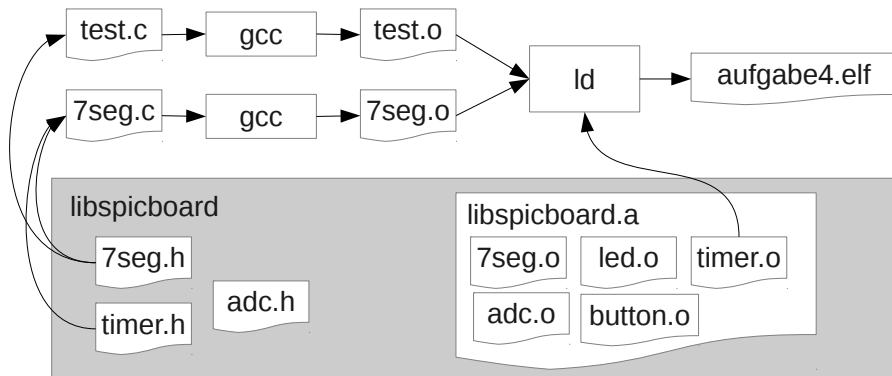 test.c
gcc
test.o
ld
aufgabe4.elf
7seg.c
gcc
7seg.o
libspicboard
7seg.h
timer.h
adc.h
libspicboard.a
7seg.o
led.o
timer.o
adc.o
button.o